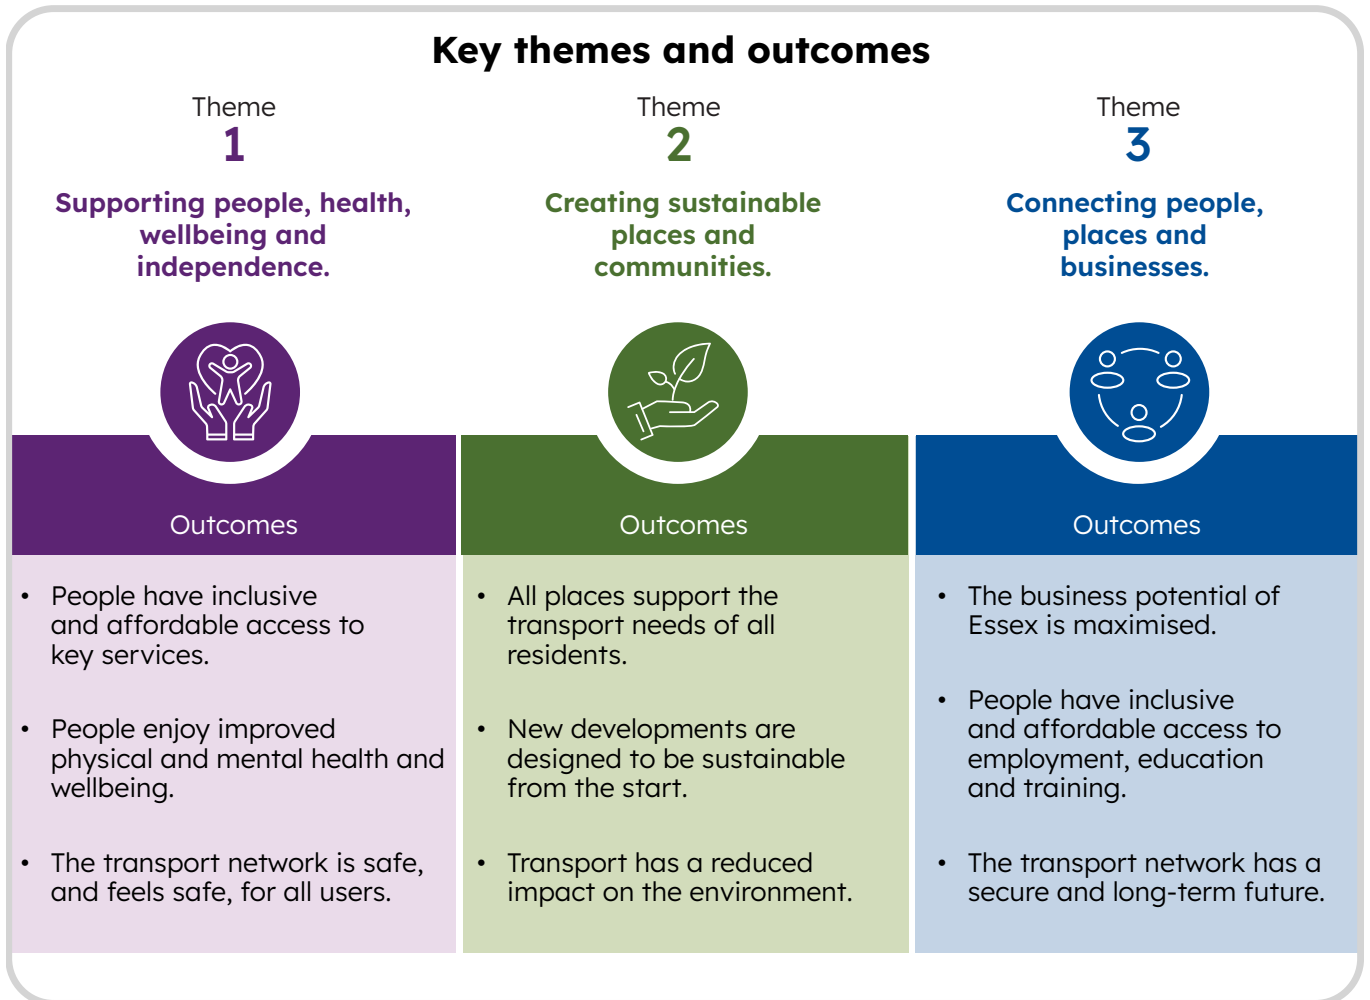 Key themes and outcomes
Theme
1
Supporting people, health,
wellbeing and
independence.
Outcomes
• People have inclusive
and affordable access to
key services.
• People enjoy improved
physical and mental health and
wellbeing.
• The transport network is safe,
and feels safe, for all users.
Theme
2
Creating sustainable
places and
communities.
Outcomes
• All places support the
transport needs of all
residents.
• New developments are
designed to be sustainable
from the start.
• Transport has a reduced
impact on the environment.
Theme
3
Connecting people,
places and
businesses.
Outcomes
• The business potential of
Essex is maximised.
• People have inclusive
and affordable access to
employment, education
and training.
• The transport network has a
secure and long-term future.